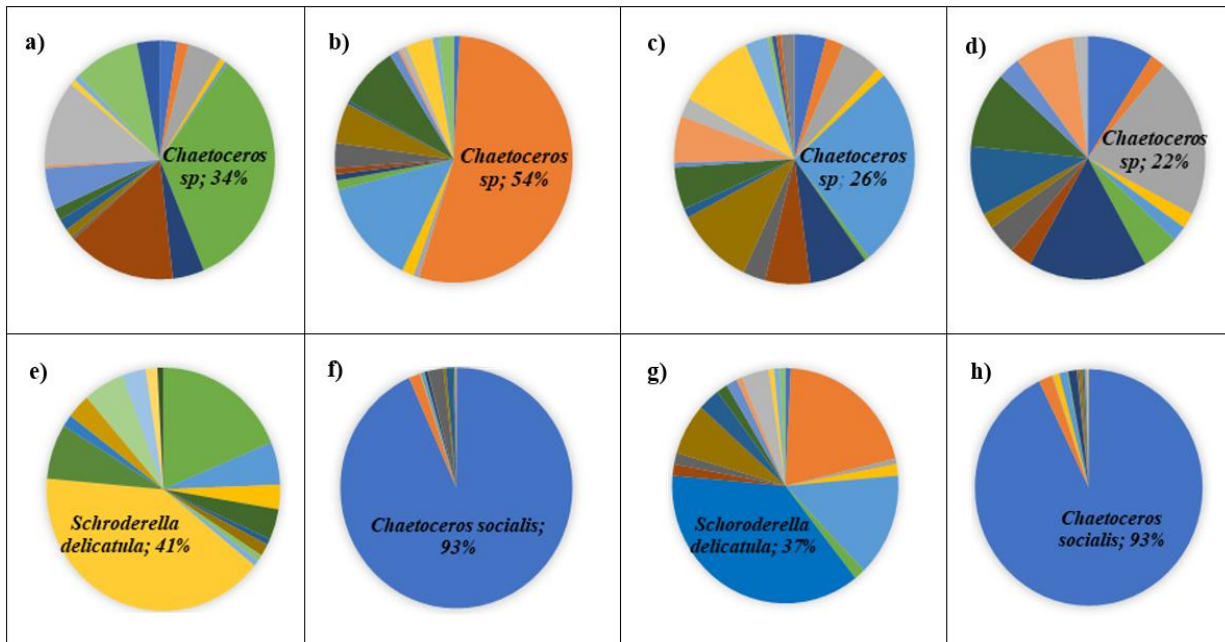 a)
Chaetoceros
sp; 34%
b)
Chaetoceros
sp; 54%
c)
Chaetoceros
sp; 26%
d)
Chaetoceros
sp; 22%
e)
Schroderella
delicatula; 41%
f)
Chaetoceros socialis;
93%
g)
Schoroderella
delicatula; 37%
h)
Chaetoceros
socialis; 93%